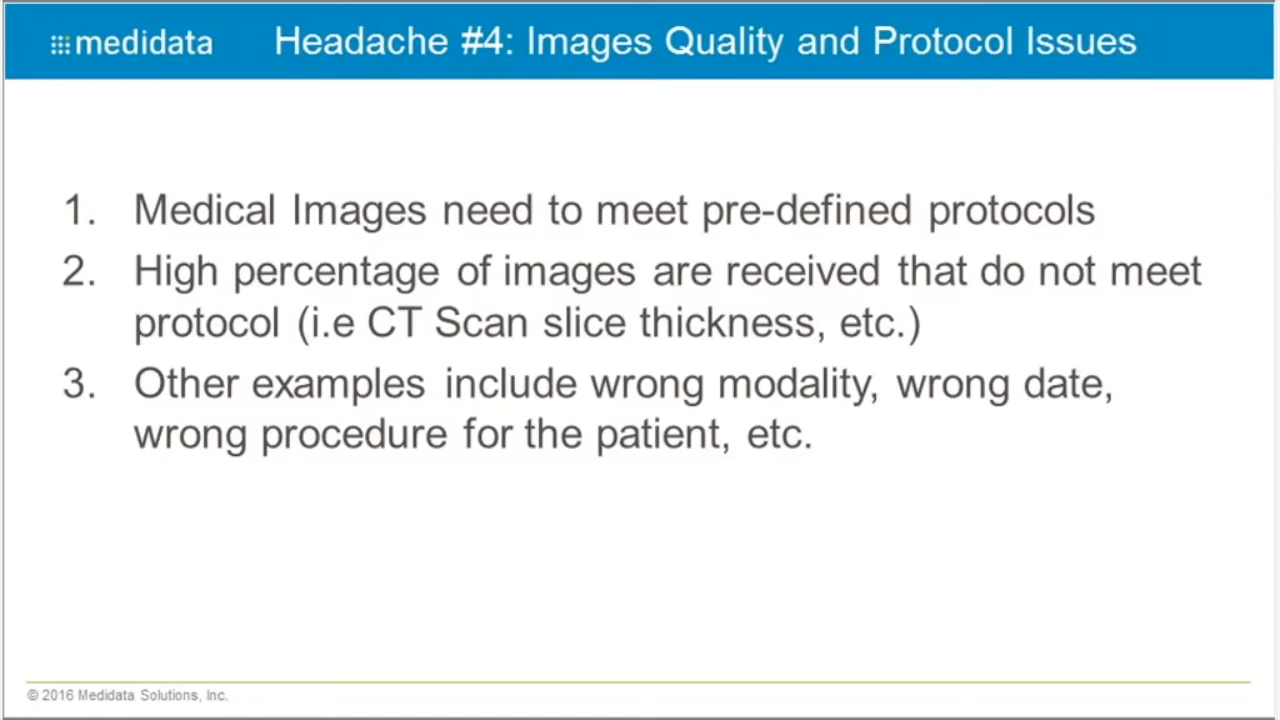 medidata
Headache #4: Images Quality and Protocol Issues
1. Medical Images need to meet pre-defined protocols
2. High percentage of images are received that do not meet
protocol (i.e CT Scan slice thickness, etc.)
3. Other examples include wrong modality, wrong date,
wrong procedure for the patient, etc.
© 2016 Medidata Solutions, Inc.